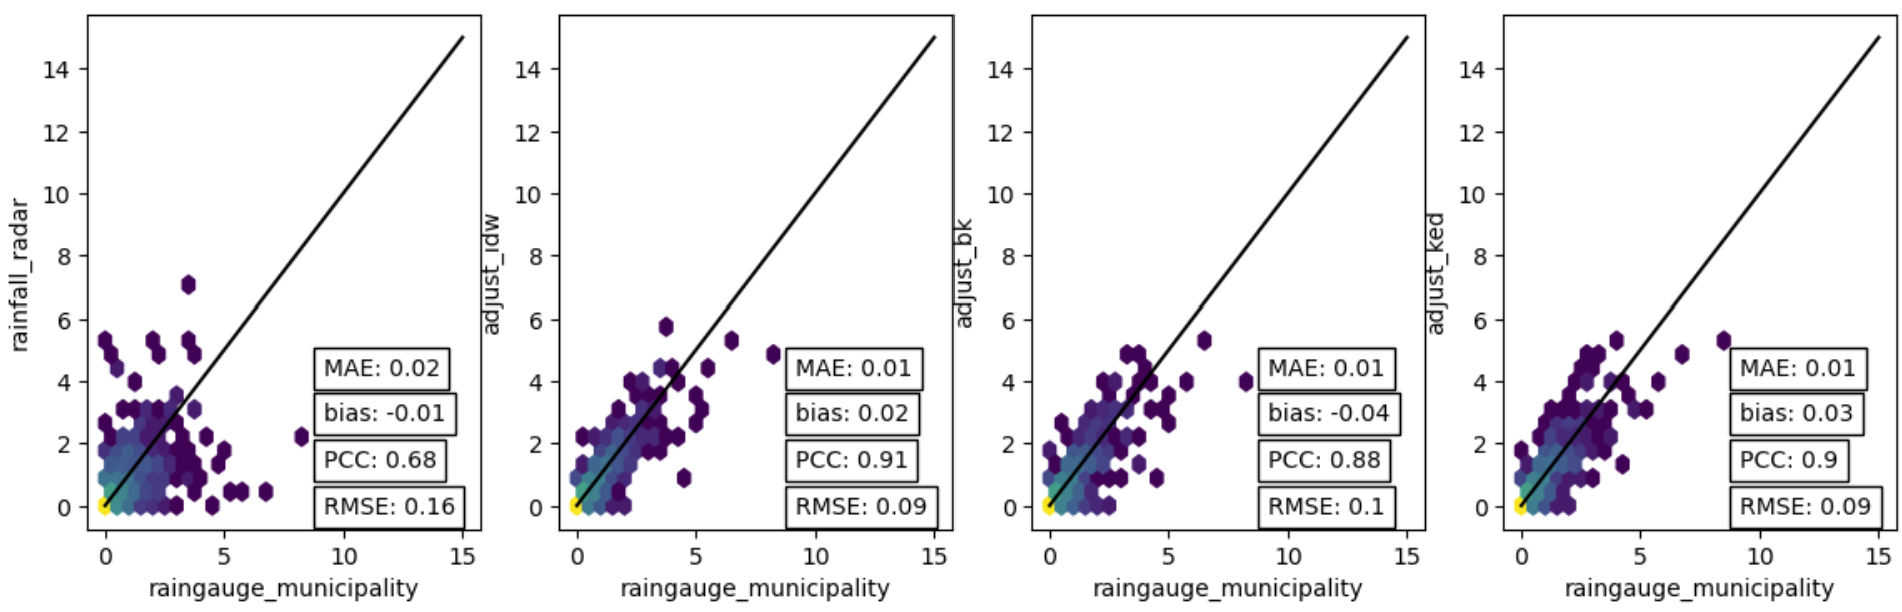 rainfall_radar
14
12
10
8
6
4
2
0
MAE: 0.02
bias: -0.01
PCC: 0.68
RMSE: 0.16
0 5 10 15
raingauge_municipality
adjust_idw
14
12
10
8
6
4
2
0
MAE: 0.01
bias: 0.02
PCC: 0.91
RMSE: 0.09
0 5 10 15
raingauge_municipality
adjust_bk
14
12
10
8
6
4
2
0
MAE: 0.01
bias: -0.04
PCC: 0.88
RMSE: 0.1
0 5 10 15
raingauge_municipality
adjust_ked
14
12
10
8
6
4
2
0
MAE: 0.01
bias: 0.03
PCC: 0.9
RMSE: 0.09
0 5 10 15
raingauge_municipality